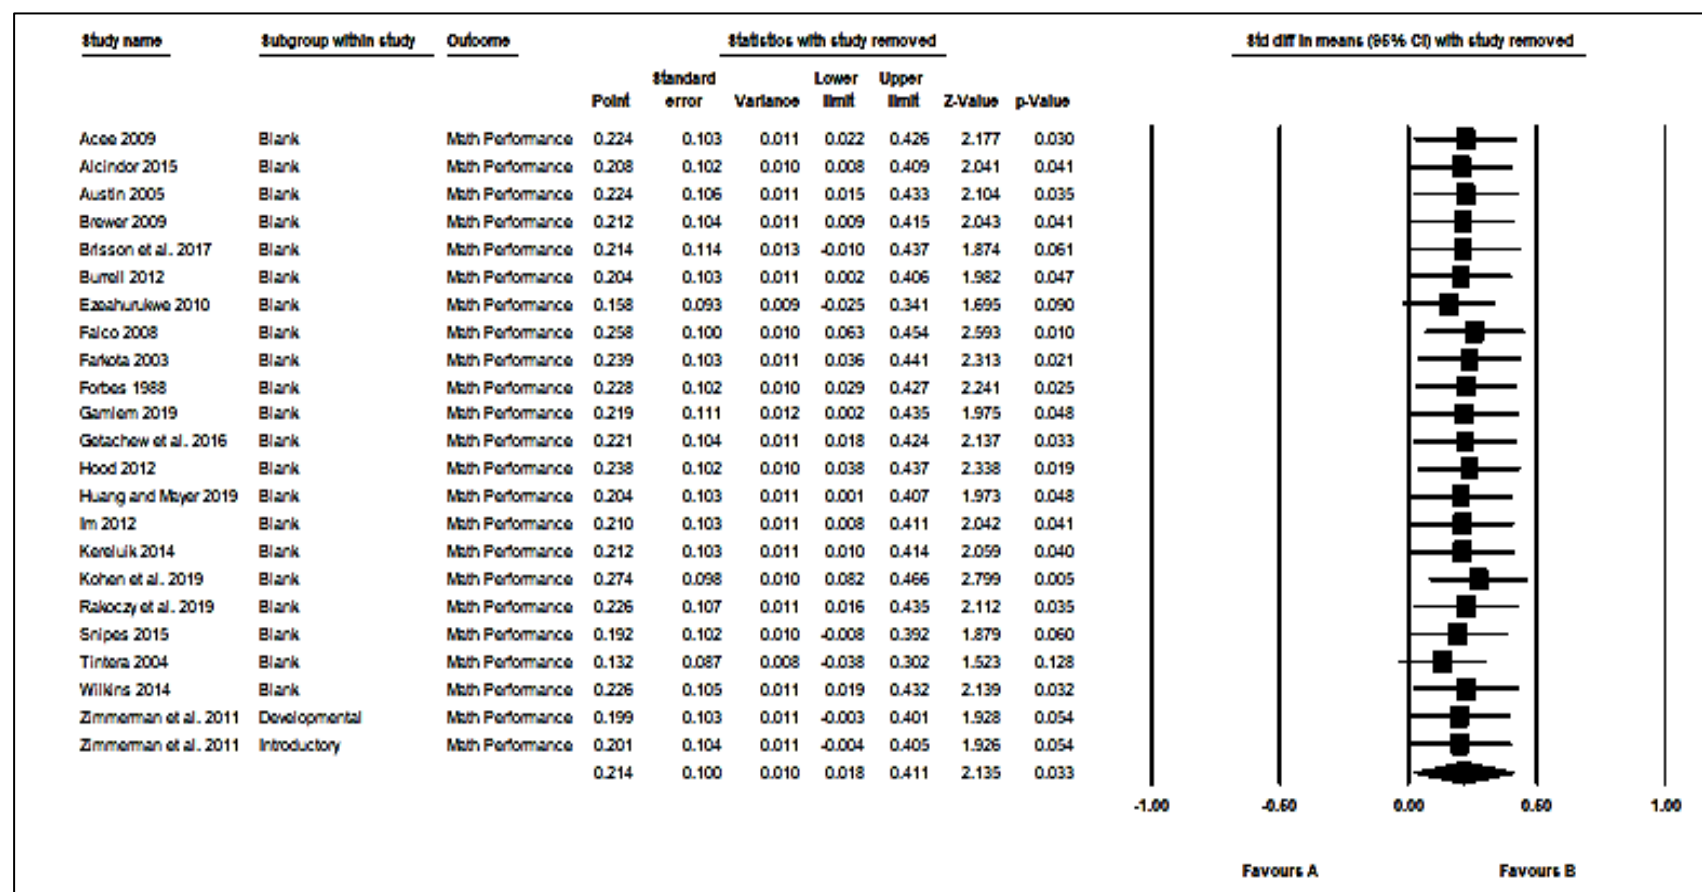 Study name Subgroup within study Outcome Statistics with study removed Std diff in means (95% CI) with study removed
Standard Lower Upper
Point error Variance limit limit Z-Value p-Value
Acee 2009 Blank Math Performance 0.224 0.103 0.011 0.022 0.426 2.177 0.030
Alcindor 2015 Blank Math Performance 0.208 0.102 0.010 0.008 0.409 2.041 0.041
Austin 2005 Blank Math Performance 0.224 0.106 0.011 0.015 0.433 2.104 0.035
Brewer 2009 Blank Math Performance 0.212 0.104 0.011 0.009 0.415 2.043 0.041
Brisson et al. 2017 Blank Math Performance 0.214 0.114 0.013 -0.010 0.437 1.874 0.061
Burrell 2012 Blank Math Performance 0.204 0.103 0.011 0.002 0.406 1.982 0.047
Ezeahurukwe 2010 Blank Math Performance 0.158 0.093 0.009 -0.025 0.341 1.695 0.090
Falco 2008 Blank Math Performance 0.258 0.100 0.010 0.063 0.454 2.593 0.010
Farkota 2003 Blank Math Performance 0.239 0.103 0.011 0.036 0.441 2.313 0.021
Forbes 1988 Blank Math Performance 0.228 0.102 0.010 0.029 0.427 2.241 0.025
Gamlem 2019 Blank Math Performance 0.219 0.111 0.012 0.002 0.435 1.975 0.048
Getachew et al. 2016 Blank Math Performance 0.221 0.104 0.011 0.018 0.424 2.137 0.033
Hood 2012 Blank Math Performance 0.238 0.102 0.010 0.038 0.437 2.338 0.019
Huang and Mayer 2019 Blank Math Performance 0.204 0.103 0.011 0.001 0.407 1.973 0.048
Im 2012 Blank Math Performance 0.210 0.103 0.011 0.008 0.411 2.042 0.041
Kereluik 2014 Blank Math Performance 0.212 0.103 0.011 0.010 0.414 2.059 0.040
Kohen et al. 2019 Blank Math Performance 0.274 0.098 0.010 0.082 0.466 2.799 0.005
Rakoczy et al. 2019 Blank Math Performance 0.226 0.107 0.011 0.016 0.435 2.112 0.035
Snipes 2015 Blank Math Performance 0.192 0.102 0.010 -0.008 0.392 1.879 0.060
Tintera 2004 Blank Math Performance 0.132 0.087 0.008 -0.038 0.302 1.523 0.128
Wilkins 2014 Blank Math Performance 0.226 0.105 0.011 0.019 0.432 2.139 0.032
Zimmerman et al. 2011 Developmental Math Performance 0.199 0.103 0.011 -0.003 0.401 1.928 0.054
Zimmerman et al. 2011 Introductory Math Performance 0.201 0.104 0.011 -0.004 0.405 1.926 0.054
0.214 0.100 0.010 0.018 0.411 2.135 0.033
-1.00 -0.50 0.00 0.50 1.00
Favours A Favours B